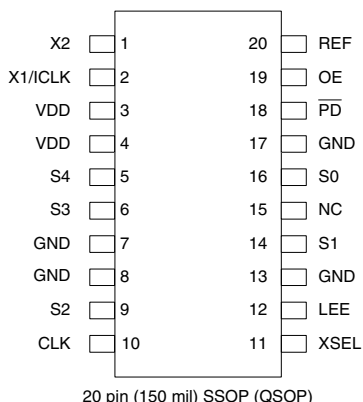 X2 1 20 REF
X1/ICLK 2 19 OE
VDD 3 18 PD
VDD 4 17 GND
S4 5 16 S0
S3 6 15 NC
GND 7 14 S1
GND 8 13 GND
S2 9 12 LEE
CLK 10 11 XSEL
20 pin (150 mil) SSOP (QSOP)